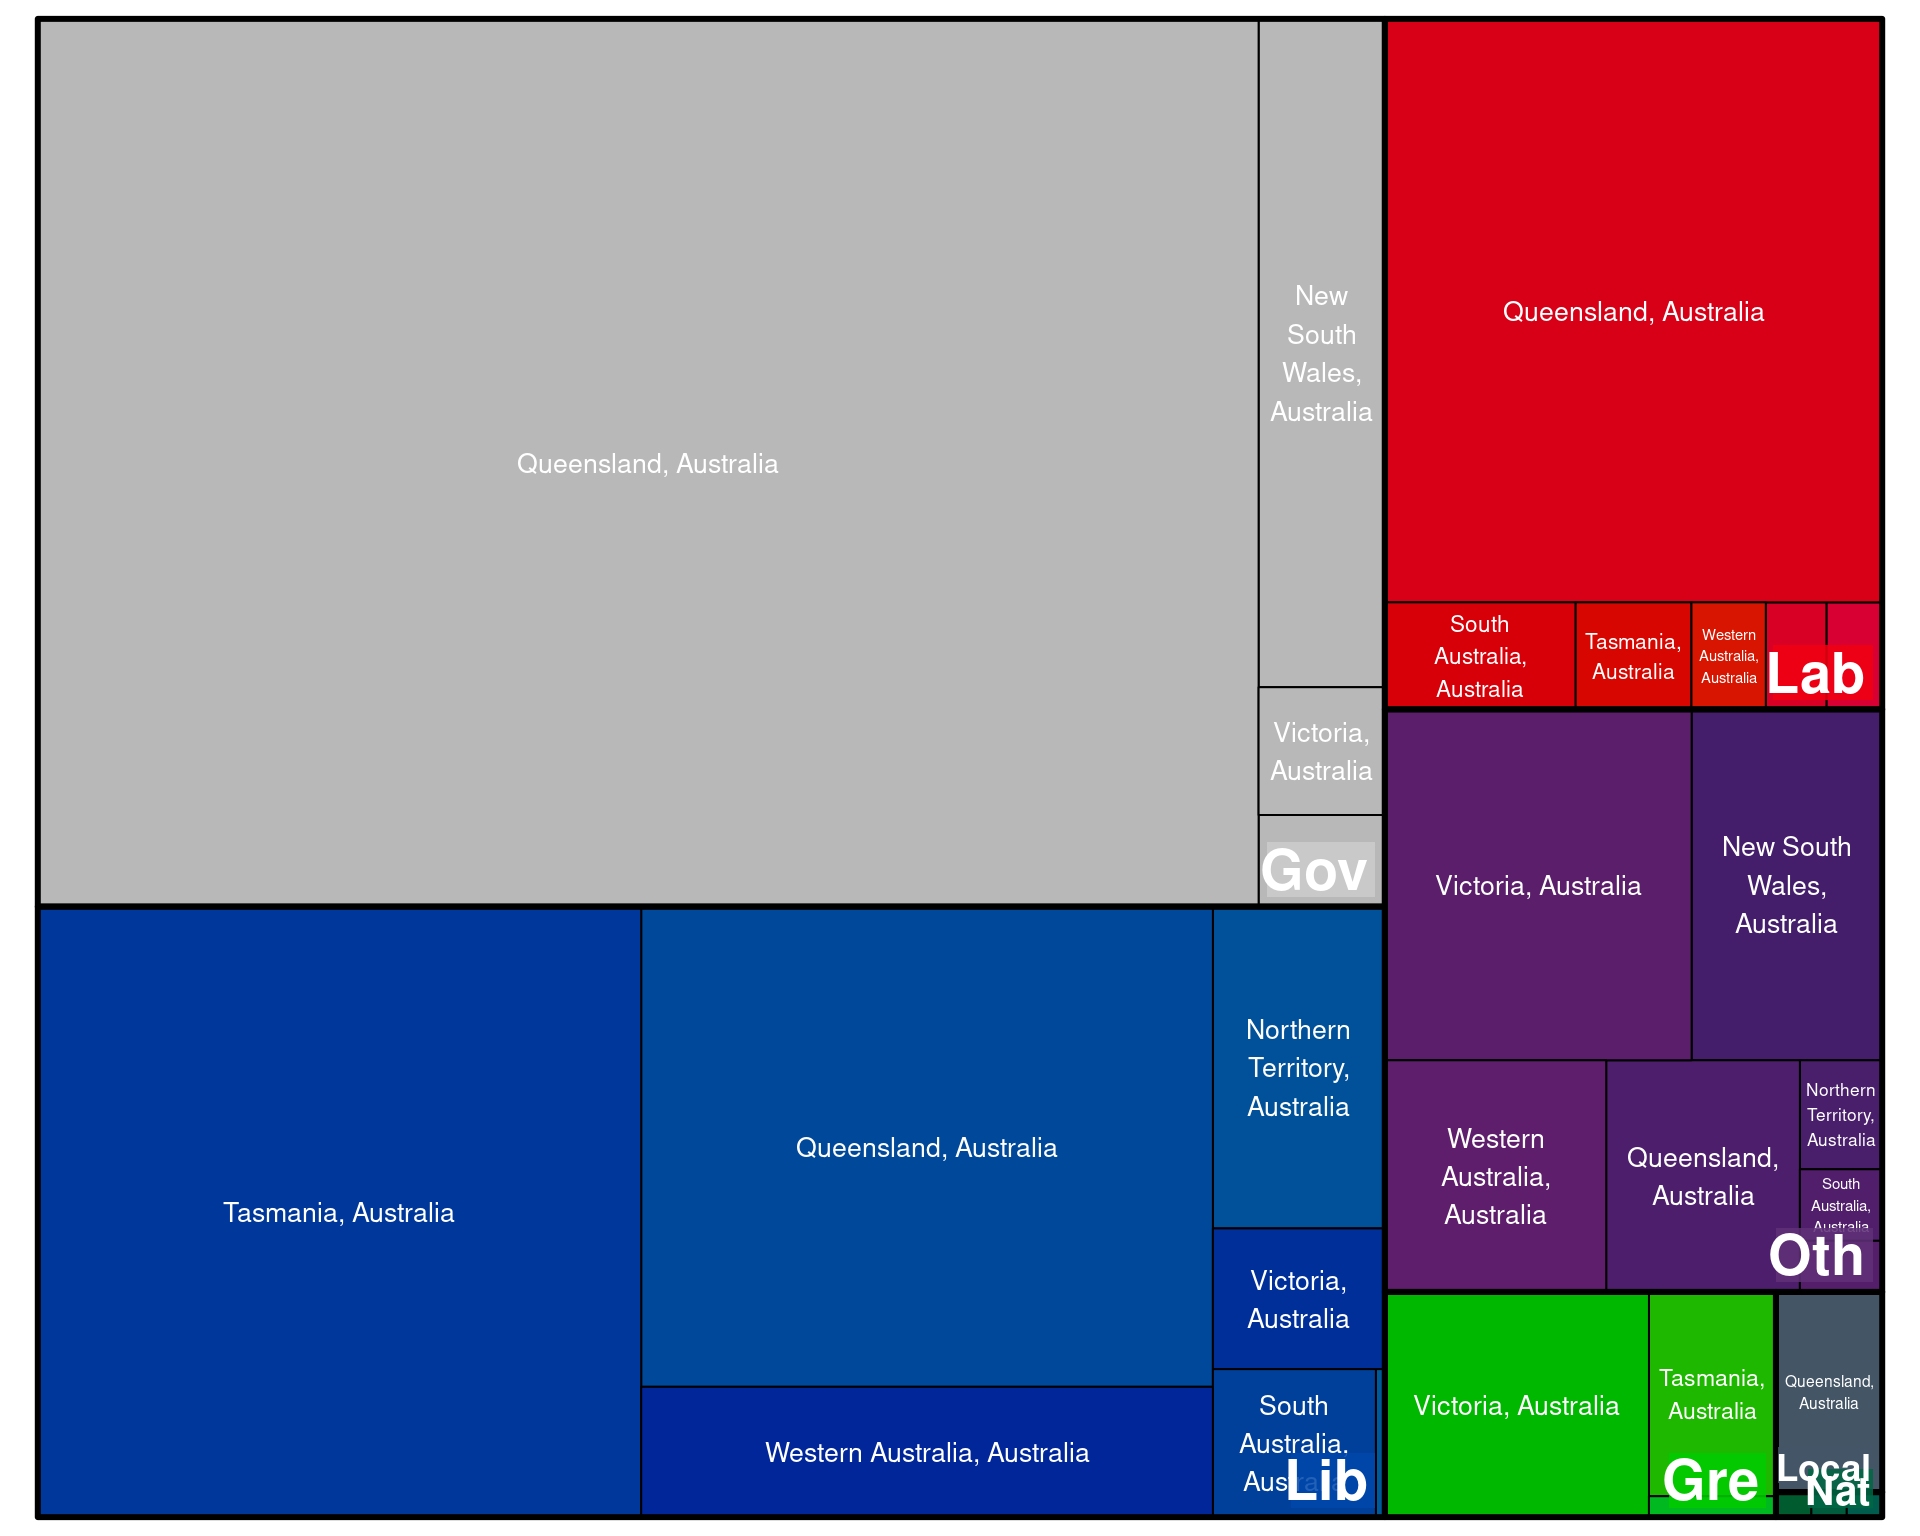 Queensland, Australia
New
South
Wales,
Australia
Victoria,
Australia
Gov
Queensland, Australia
South
Australia,
Australia
Tasmania,
Australia
Western
Australia,
Australia
Lab
Victoria, Australia
New South
Wales,
Australia
Western
Australia,
Australia
Queensland,
Australia
Northern
Territory,
Australia
South
Australia,
Australia
Oth
Tasmania, Australia
Queensland, Australia
Western Australia, Australia
Northern
Territory,
Australia
Victoria,
Australia
South
Australia,
Lib
Victoria, Australia
Tasmania,
Australia
Gre
Queensland,
Australia
Local
Nat